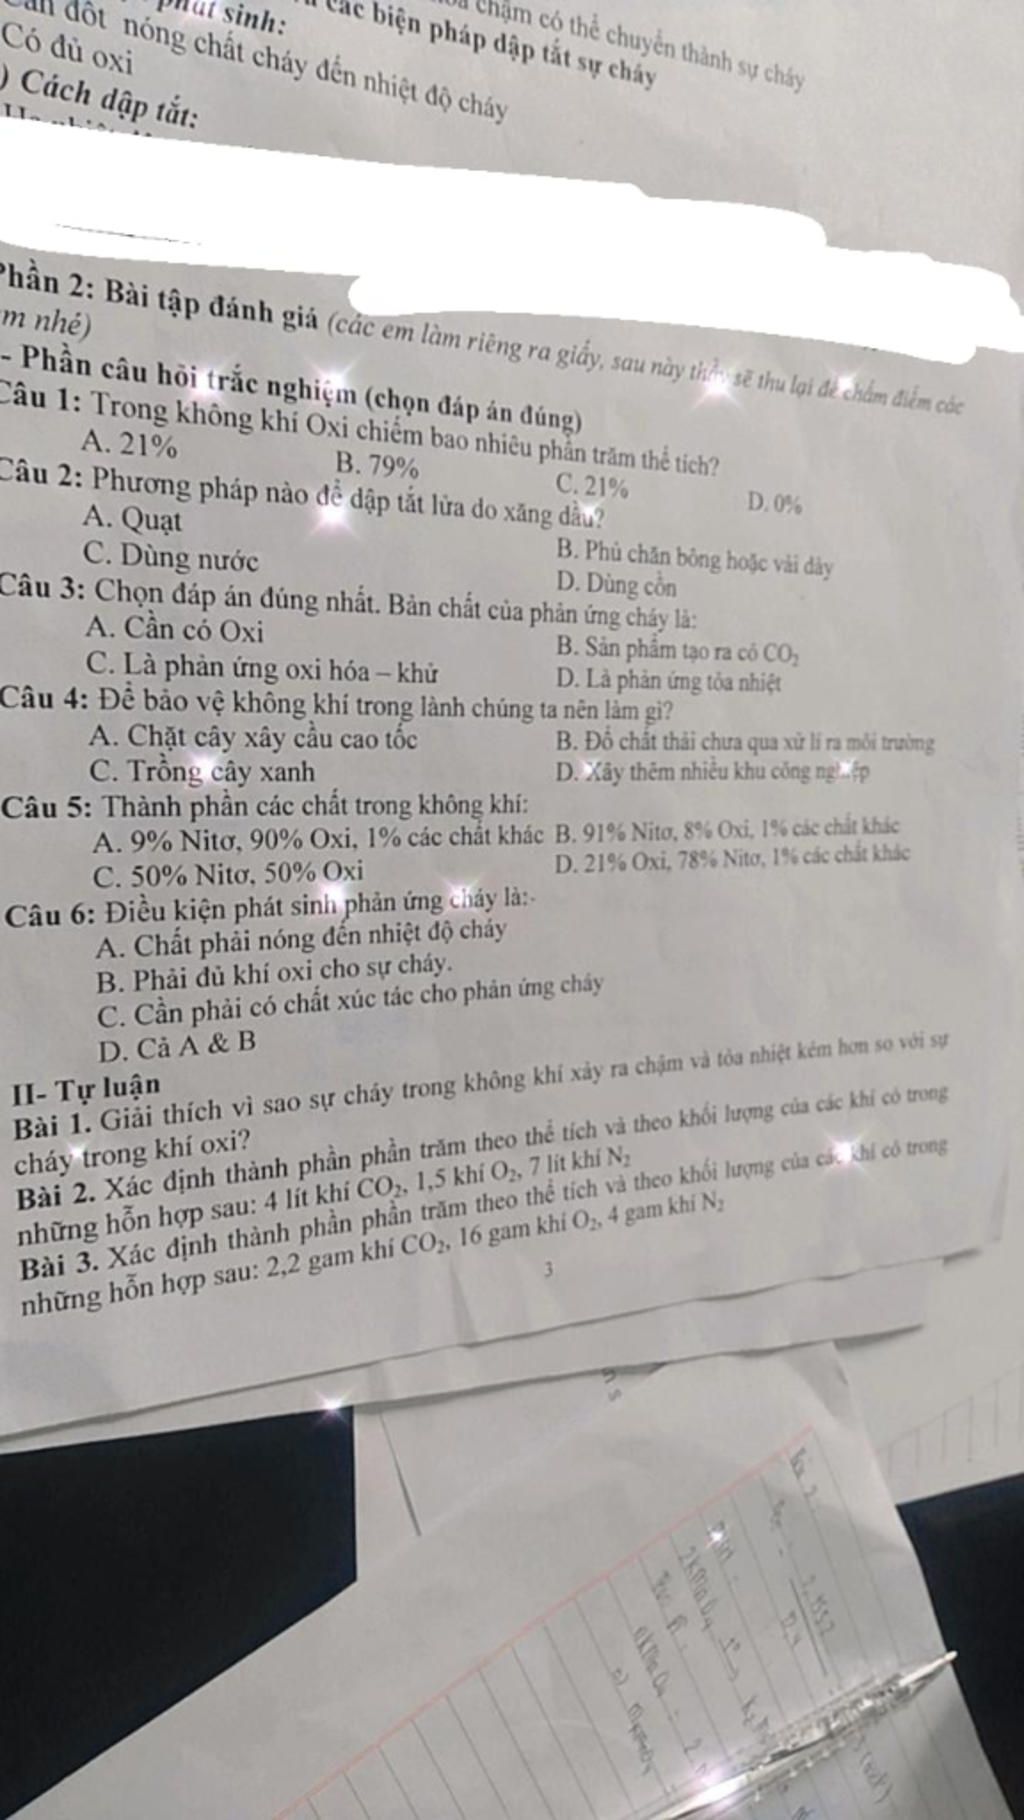 chậm có thể chuyển thành sự cháy
các biện pháp dập tắt sự cháy
phát sinh:
đốt nóng chất cháy đến nhiệt độ cháy
Có đủ oxi
) Cách dập tắt:
Phần 2: Bài tập đánh giá (các em làm riêng ra giấy, sau này thầy sẽ thu lại để chấm điểm các
m nhé)
- Phần câu hỏi trắc nghiệm (chọn đáp án đúng)
Câu 1: Trong không khí Oxi chiếm bao nhiêu phần trăm thể tích?
A. 21% B. 79% C. 21% D. 0%
Câu 2: Phương pháp nào để dập tắt lửa do xăng dầu?
A. Quạt B. Phủ chăn bông hoặc vải dày
C. Dùng nước D. Dùng cồn
Câu 3: Chọn đáp án đúng nhất. Bản chất của phản ứng cháy là:
A. Cần có Oxi B. Sản phẩm tạo ra có CO₂
C. Là phản ứng oxi hóa – khử D. Là phản ứng tỏa nhiệt
Câu 4: Để bảo vệ không khí trong lành chúng ta nên làm gì?
A. Chặt cây xây cầu cao tốc B. Đổ chất thải chưa qua xử lí ra môi trường
C. Trồng cây xanh D. Xây thêm nhiều khu công nghiệp
Câu 5: Thành phần các chất trong không khí:
A. 9% Nitơ, 90% Oxi, 1% các chất khác B. 91% Nitơ, 8% Oxi, 1% các chất khác
C. 50% Nitơ, 50% Oxi D. 21% Oxi, 78% Nitơ, 1% các chất khác
Câu 6: Điều kiện phát sinh phản ứng cháy là:-
A. Chất phải nóng đến nhiệt độ cháy
B. Phải đủ khí oxi cho sự cháy.
C. Cần phải có chất xúc tác cho phản ứng cháy
D. Cả A & B
II- Tự luận
Bài 1. Giải thích vì sao sự cháy trong không khí xảy ra chậm và tỏa nhiệt kém hơn so với sự
cháy trong khí oxi?
Bài 2. Xác định thành phần phần trăm theo thể tích và theo khối lượng của các khí có trong
những hỗn hợp sau: 4 lít khí CO₂, 1,5 khí O₂, 7 lít khí N₂
Bài 3. Xác định thành phần phần trăm theo thể tích và theo khối lượng của các khí có trong
những hỗn hợp sau: 2,2 gam khí CO₂, 16 gam khí O₂, 4 gam khí N₂
3